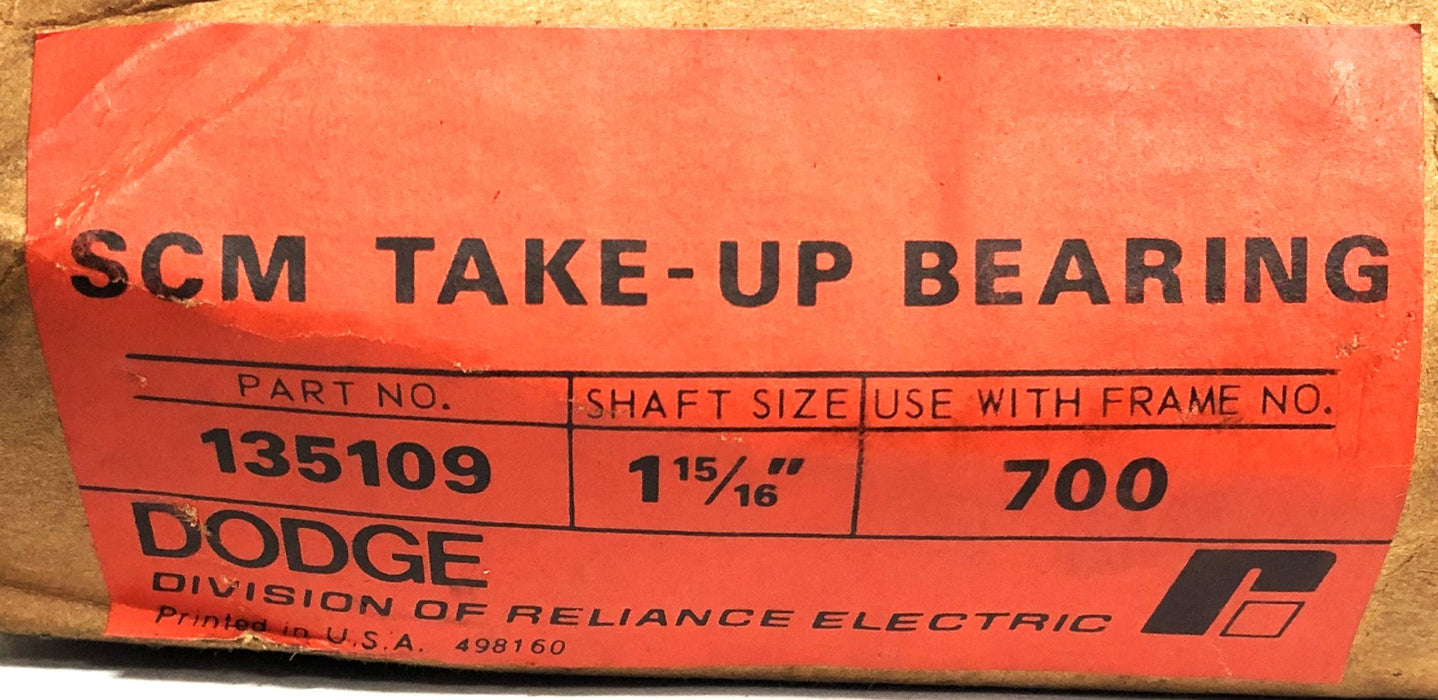 SCM TAKE-UP BEARING
PART NO. SHAFT SIZE USE WITH FRAME NO.
135109 1 15/16" 700
DODGE
DIVISION OF RELIANCE ELECTRIC
Printed in U.S.A. 498160